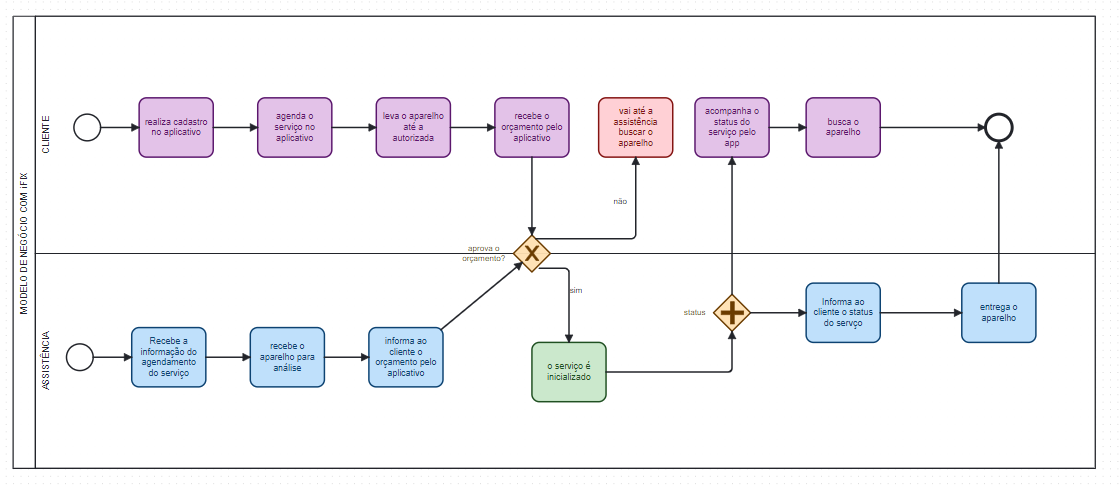 MODELO DE NEGÓCIO COM iFIX
CLIENTE
realiza cadastro
no aplicativo
agenda o
serviço no
aplicativo
leva o aparelho
até a
autorizada
recebe o
orçamento pelo
aplicativo
vai até a
assistência
buscar o
aparelho
acompanha o
status do
serviço pelo
app
busca o
aparelho
não
aprova o
orçamento?
X
sim
ASSISTÊNCIA
Recebe a
informação do
agendamento
do serviço
recebe o
aparelho para
análise
informa ao
cliente o
orçamento pelo
aplicativo
o serviço é
inicializado
status
Informa ao
cliente o status
do servço
entrega o
aparelho